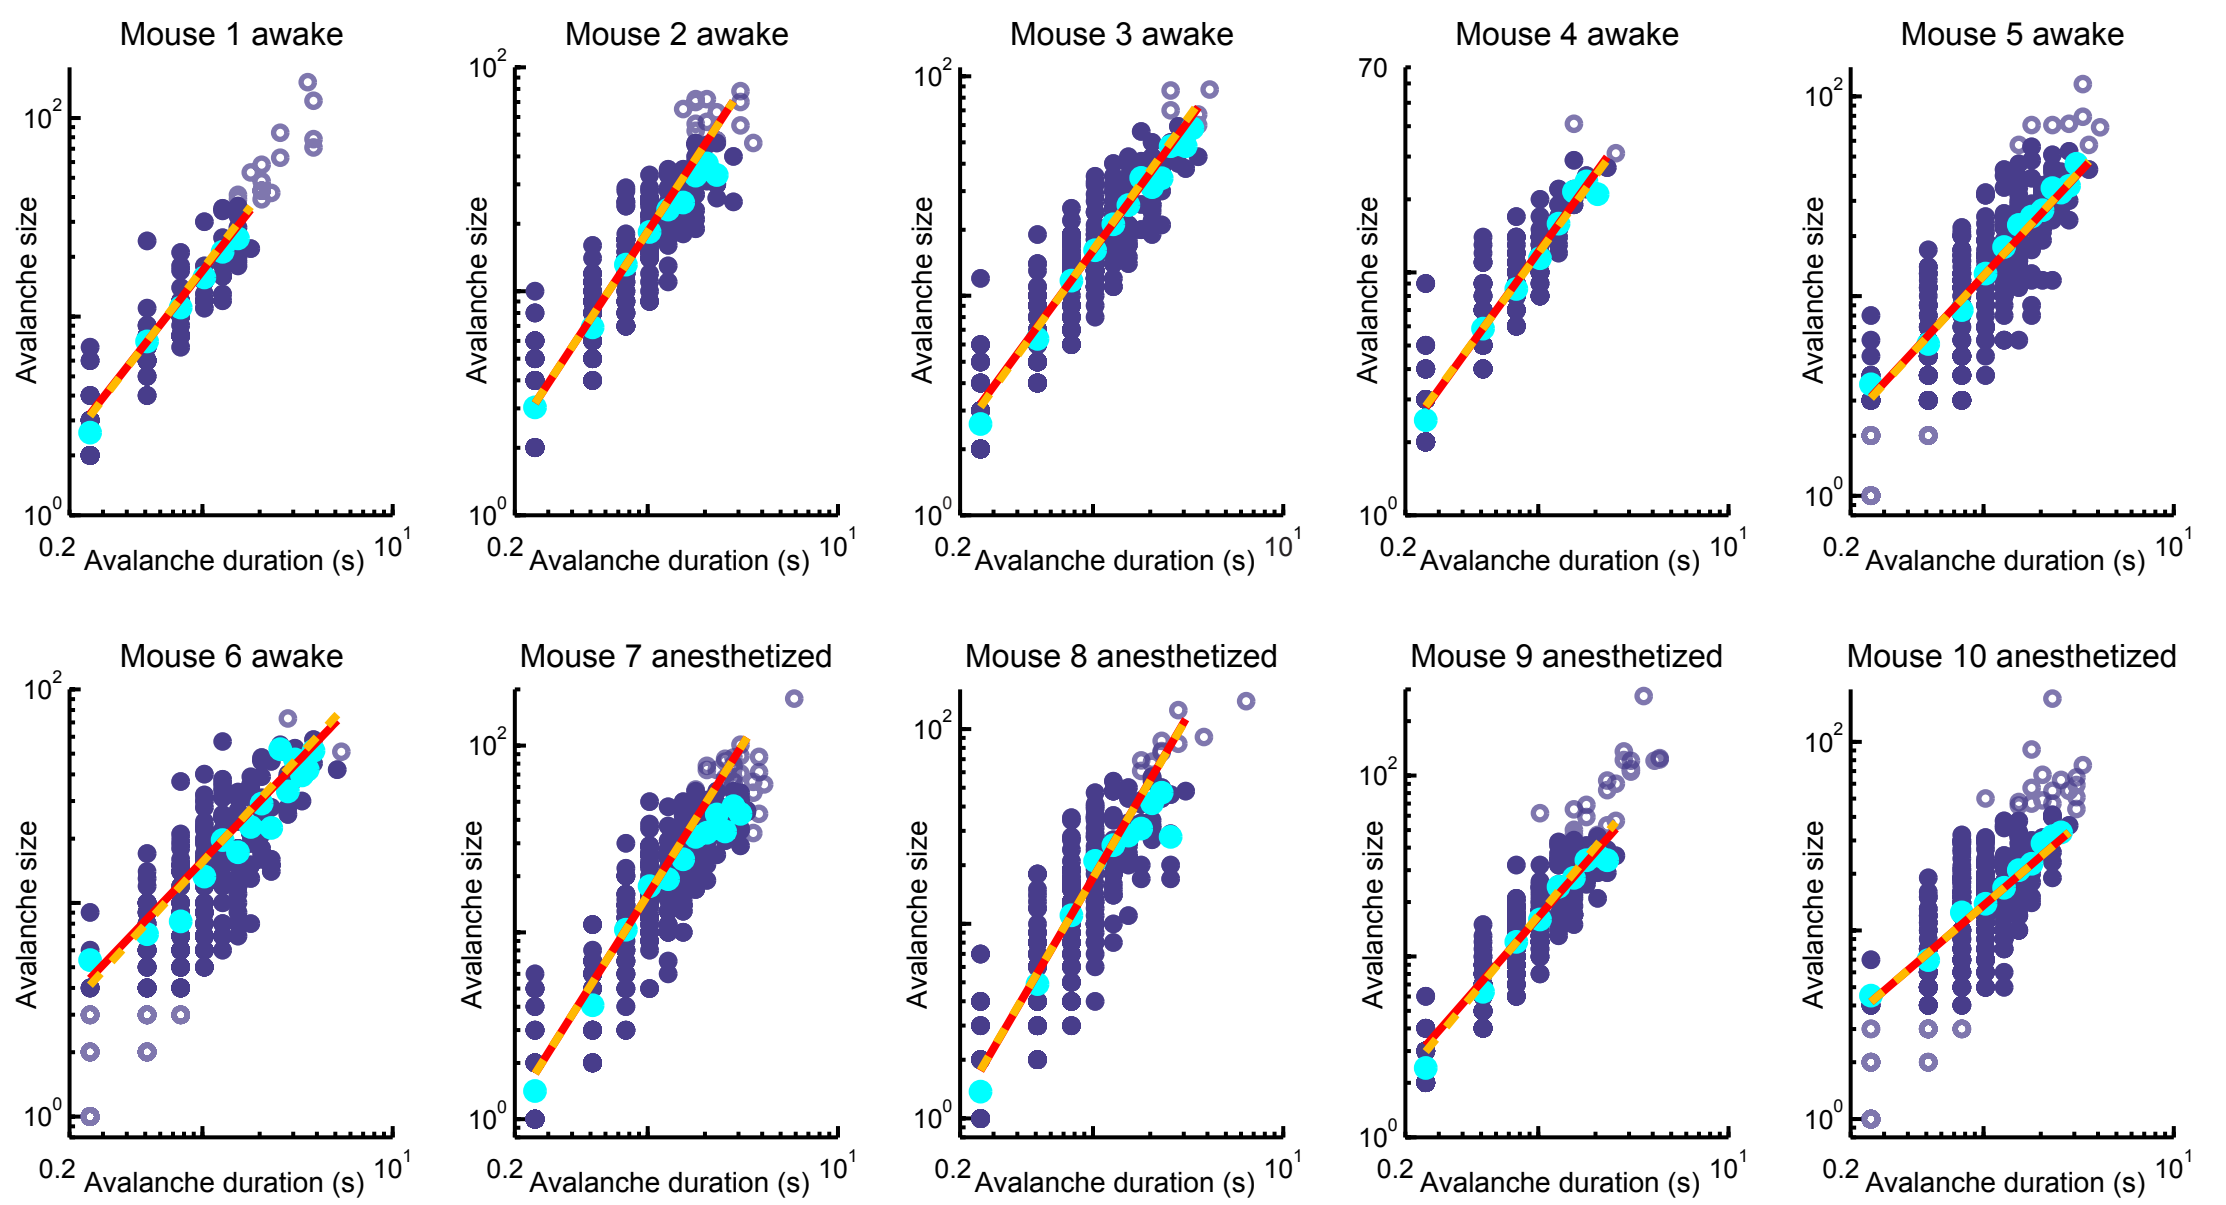 Mouse 1 awake
Mouse 2 awake
Mouse 3 awake
Mouse 4 awake
Mouse 5 awake
10^2
10^2
10^2
70
10^2
Avalanche size
Avalanche size
Avalanche size
Avalanche size
Avalanche size
10^0
10^0
10^0
10^0
10^0
0.2
10^1
0.2
10^1
0.2
10^1
0.2
10^1
0.2
10^1
Avalanche duration (s)
Avalanche duration (s)
Avalanche duration (s)
Avalanche duration (s)
Avalanche duration (s)
Mouse 6 awake
Mouse 7 anesthetized
Mouse 8 anesthetized
Mouse 9 anesthetized
Mouse 10 anesthetized
10^2
10^2
10^2
10^2
10^2
Avalanche size
Avalanche size
Avalanche size
Avalanche size
Avalanche size
10^0
10^0
10^0
10^0
10^0
0.2
10^1
0.2
10^1
0.2
10^1
0.2
10^1
0.2
10^1
Avalanche duration (s)
Avalanche duration (s)
Avalanche duration (s)
Avalanche duration (s)
Avalanche duration (s)